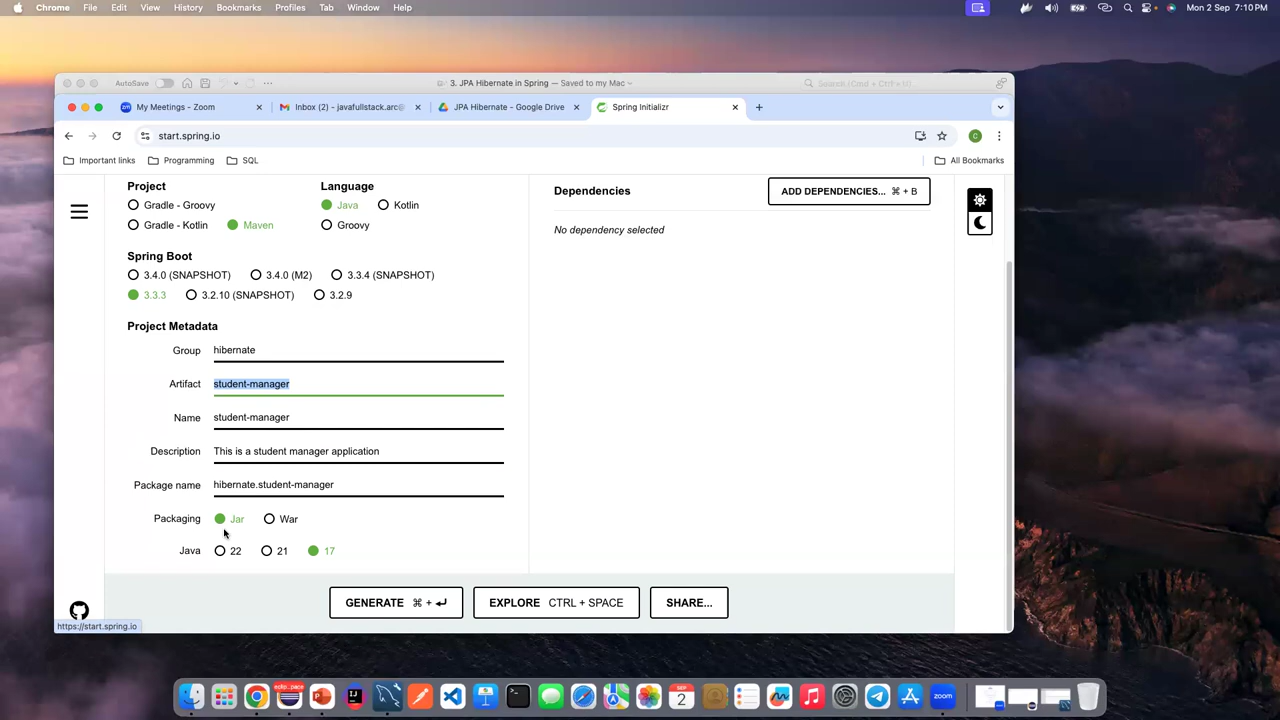 Chrome File Edit View History Bookmarks Profiles Tab Window Help Mon 2 Sep 7:10 PM
AutoSave 3. JPA Hibernate in Spring — Saved to my Mac Search (Cmd + Ctrl + U)
My Meetings - Zoom Inbox (2) - javafullstack.arc@ JPA Hibernate - Google Drive Spring Initializr
start.spring.io
Important links Programming SQL All Bookmarks
Project
Gradle - Groovy
Gradle - Kotlin Maven
Language
Java Kotlin
Groovy
Spring Boot
3.4.0 (SNAPSHOT) 3.4.0 (M2) 3.3.4 (SNAPSHOT)
3.3.3 3.2.10 (SNAPSHOT) 3.2.9
Project Metadata
Group hibernate
Artifact student-manager
Name student-manager
Description This is a student manager application
Package name hibernate.student-manager
Packaging Jar War
Java 22 21 17
Dependencies ADD DEPENDENCIES... ⌘ + B
No dependency selected
GENERATE ⌘ + ↵ EXPLORE CTRL + SPACE SHARE...
https://start.spring.io
SEP
2
zoom